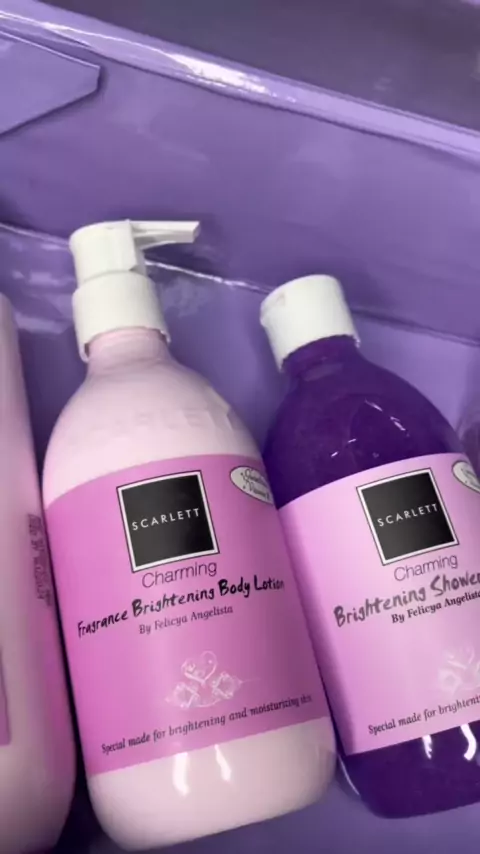 SCARLETT
Charming
Fragrance Brightening Body Lotion
By Felicya Angelista
Special made for brightening and moisturizing skin
SCARLETT
Charming
Brightening Shower
By Felicya Angelista
Special made for brightening